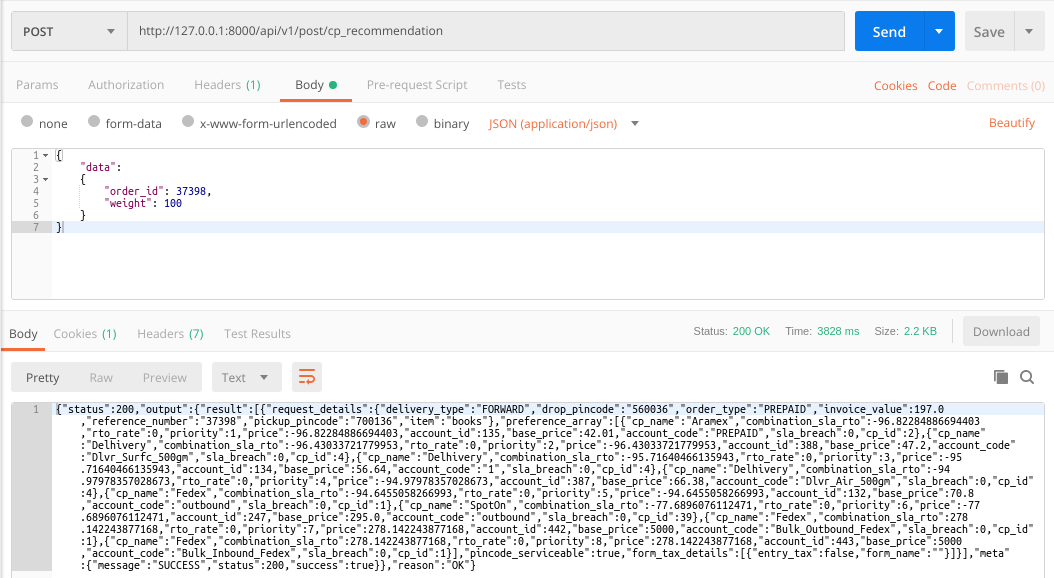 POST http://127.0.0.1:8000/api/v1/post/cp_recommendation Send Save
Params Authorization Headers (1) Body Pre-request Script Tests Cookies Code Comments (0)
none form-data x-www-form-urlencoded raw binary JSON (application/json) Beautify
1 {
2 "data":
3 {
4 "order_id": 37398,
5 "weight": 100
6 }
7 }
Body Cookies (1) Headers (7) Test Results Status: 200 OK Time: 3828 ms Size: 2.2 KB Download
Pretty Raw Preview Text
1 {"status":200,"output":{"result":[{"request_details":{"delivery_type":"FORWARD","drop_pincode":"560036","order_type":"PREPAID","invoice_value":197.0
,"reference_number":"37398","pickup_pincode":"700136","item":"books"},"preference_array":[{"cp_name":"Aramex","combination_sla_rto":-96.82284886694403
,"rto_rate":0,"priority":1,"price":-96.82284886694403,"account_id":135,"base_price":42.01,"account_code":"PREPAID","sla_breach":0,"cp_id":2},{"cp_name"
:"Delhivery","combination_sla_rto":-96.43033721779953,"rto_rate":0,"priority":2,"price":-96.43033721779953,"account_id":388,"base_price":47.2,"account_code"
:"Dlvr_Surfc_500gm","sla_breach":0,"cp_id":4},{"cp_name":"Delhivery","combination_sla_rto":-95.71640466135943,"rto_rate":0,"priority":3,"price":-95
.71640466135943,"account_id":134,"base_price":56.64,"account_code":"1","sla_breach":0,"cp_id":4},{"cp_name":"Delhivery","combination_sla_rto":-94
.97978357028673,"rto_rate":0,"priority":4,"price":-94.97978357028673,"account_id":387,"base_price":66.38,"account_code":"Dlvr_Air_500gm","sla_breach":0,"cp_id"
:4},{"cp_name":"Fedex","combination_sla_rto":-94.6455058266993,"rto_rate":0,"priority":5,"price":-94.6455058266993,"account_id":132,"base_price":70.8
,"account_code":"outbound","sla_breach":0,"cp_id":1},{"cp_name":"SpotOn","combination_sla_rto":-77.6896076112471,"rto_rate":0,"priority":6,"price":-77
.6896076112471,"account_id":247,"base_price":295.0,"account_code":"outbound","sla_breach":0,"cp_id":39},{"cp_name":"Fedex","combination_sla_rto":278
.142243877168,"rto_rate":0,"priority":7,"price":278.142243877168,"account_id":442,"base_price":5000,"account_code":"Bulk_Outbound_Fedex","sla_breach":0,"cp_id"
:1},{"cp_name":"Fedex","combination_sla_rto":278.142243877168,"rto_rate":0,"priority":8,"price":278.142243877168,"account_id":443,"base_price":5000
,"account_code":"Bulk_Inbound_Fedex","sla_breach":0,"cp_id":1}],"pincode_serviceable":true,"form_tax_details":[{"entry_tax":false,"form_name":""}]}],"meta"
:{"message":"SUCCESS","status":200,"success":true}},"reason":"OK"}